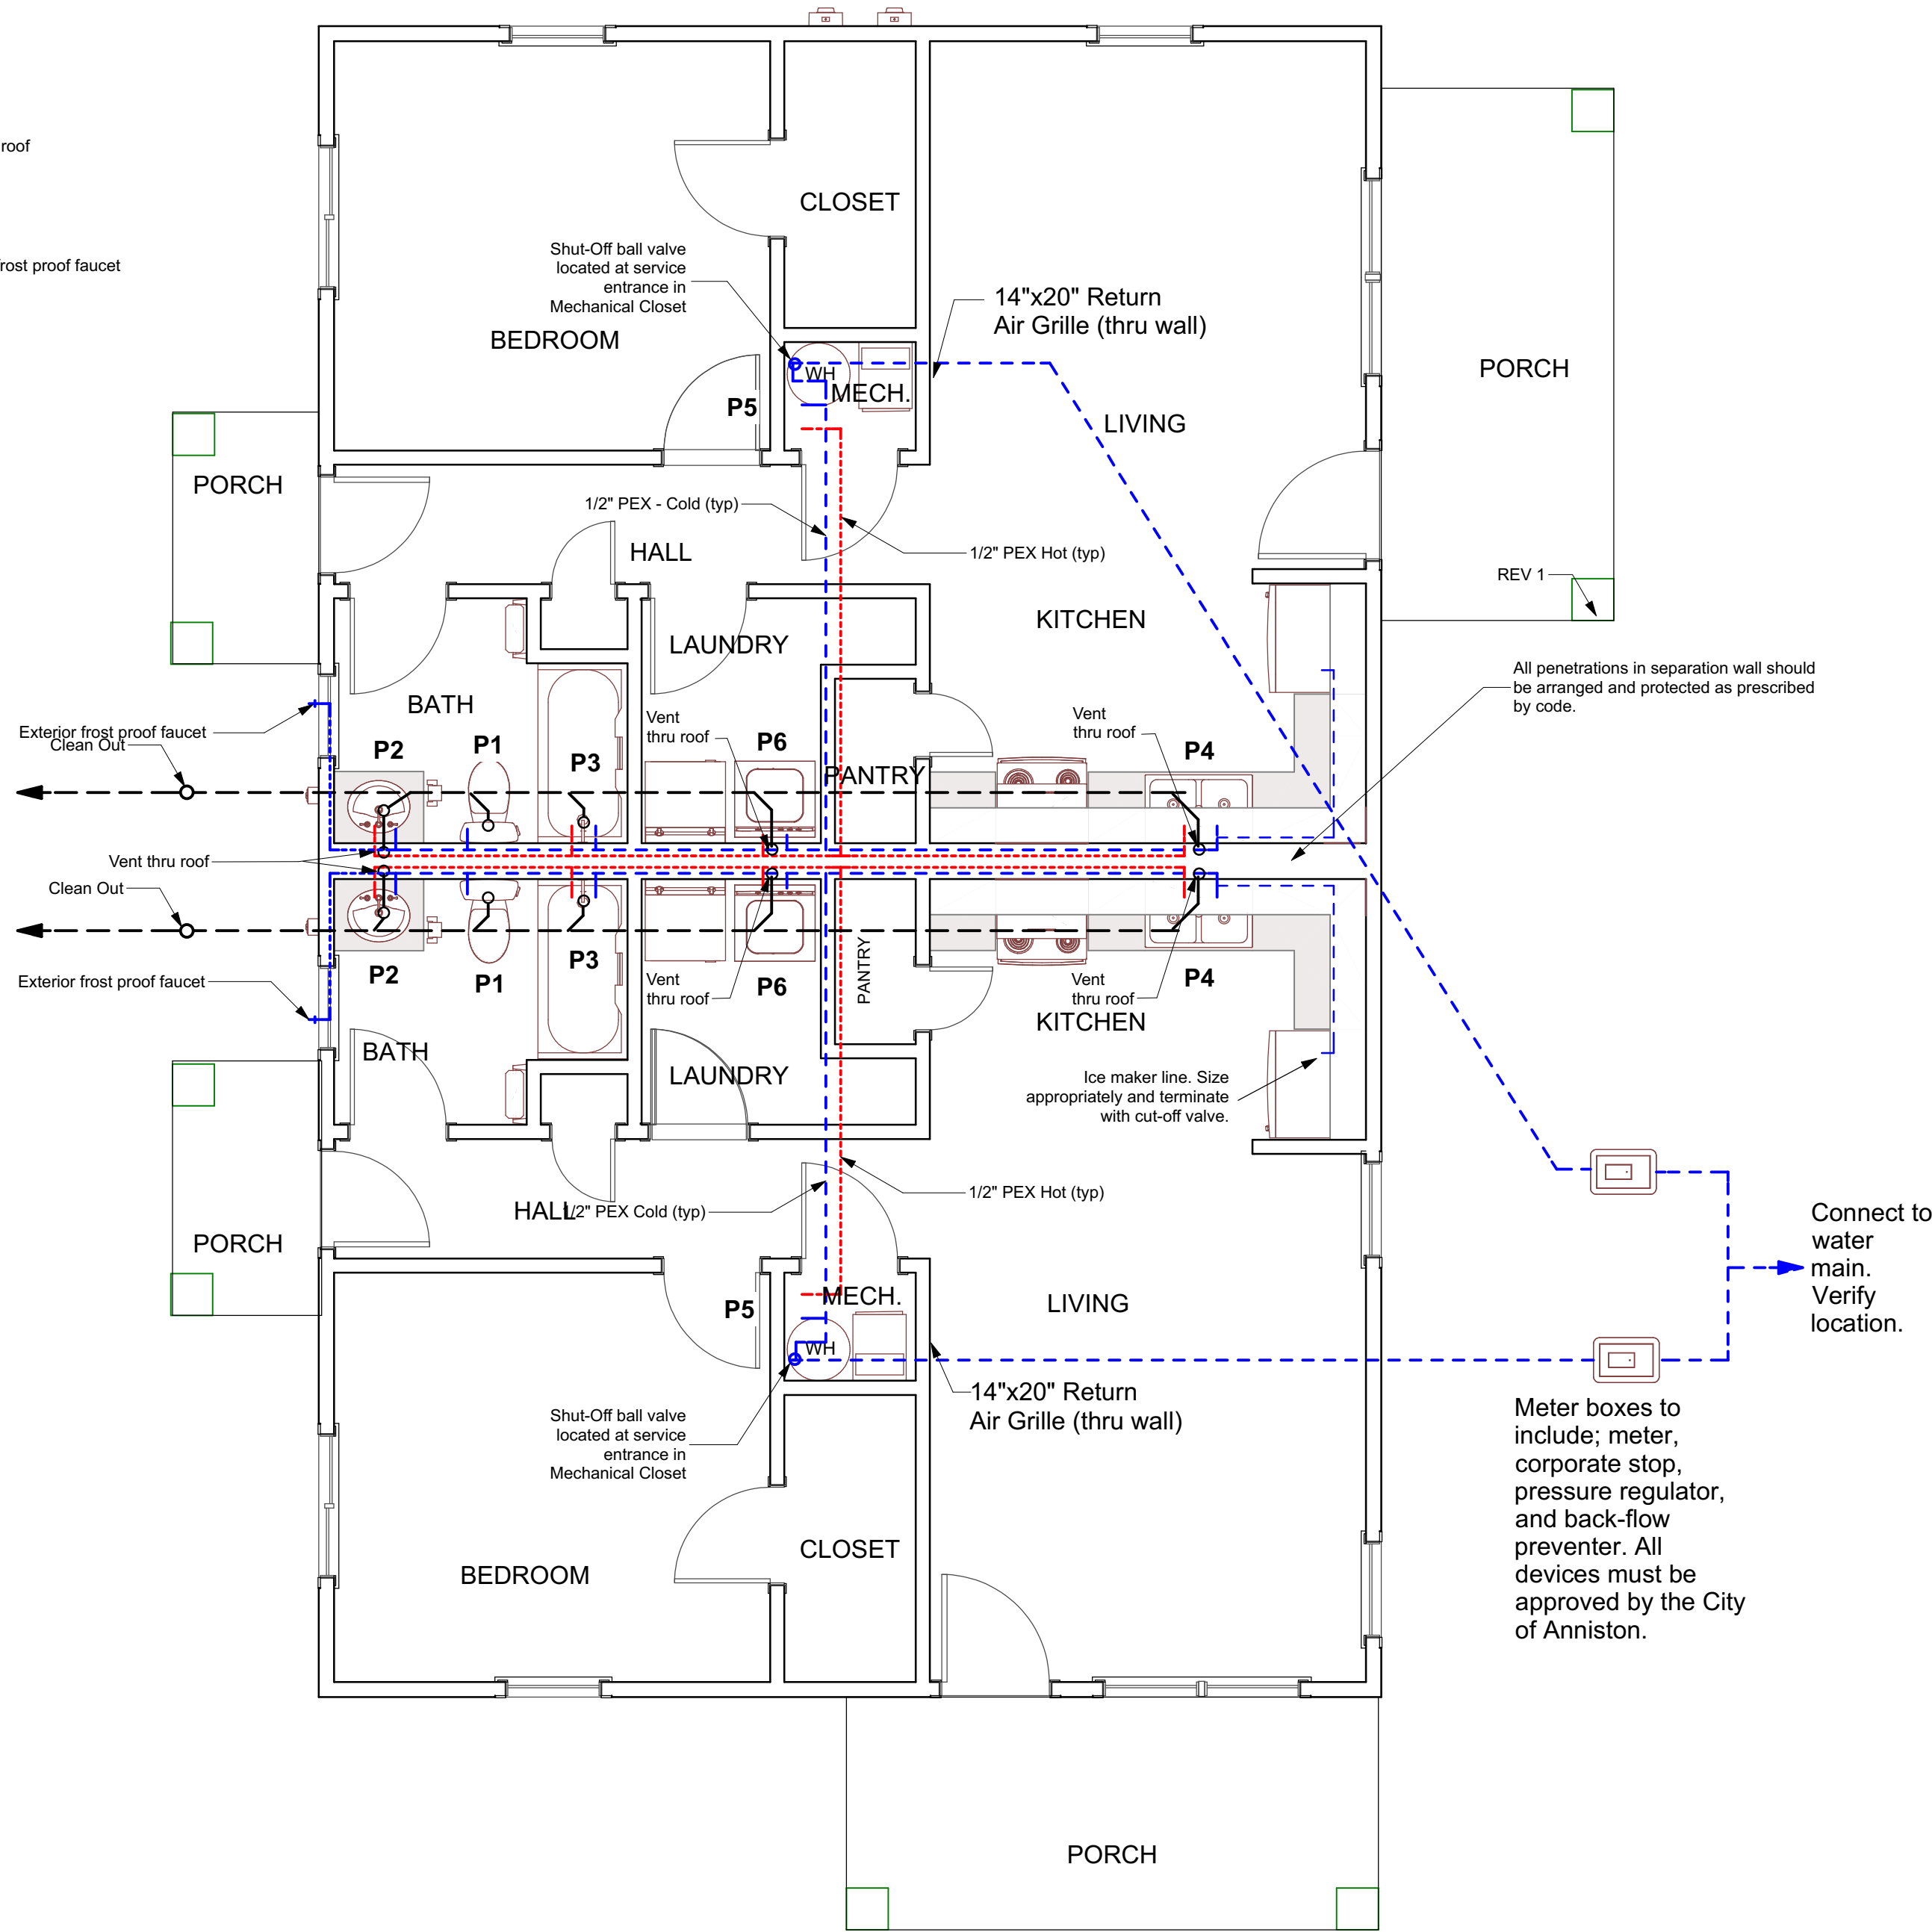 roof
rost proof faucet
CLOSET
Shut-Off ball valve
located at service
entrance in
Mechanical Closet
14"x20" Return
Air Grille (thru wall)
BEDROOM
PORCH
WH
MECH.
P5
LIVING
PORCH
1/2" PEX - Cold (typ)
HALL
1/2" PEX Hot (typ)
REV 1
KITCHEN
LAUNDRY
All penetrations in separation wall should
be arranged and protected as prescribed
by code.
BATH
Vent
thru roof
Vent
thru roof
Exterior frost proof faucet
Clean Out
P2
P1
P3
P6
P4
PANTRY
Vent thru roof
Clean Out
P2
P1
P3
P6
P4
PANTRY
Exterior frost proof faucet
Vent
thru roof
Vent
thru roof
KITCHEN
BATH
LAUNDRY
Ice maker line. Size
appropriately and terminate
with cut-off valve.
1/2" PEX Hot (typ)
HALL
1/2" PEX Cold (typ)
PORCH
Connect to
water
main.
Verify
location.
MECH.
P5
LIVING
WH
14"x20" Return
Air Grille (thru wall)
Shut-Off ball valve
located at service
entrance in
Mechanical Closet
Meter boxes to
include; meter,
corporate stop,
pressure regulator,
and back-flow
preventer. All
devices must be
approved by the City
of Anniston.
CLOSET
BEDROOM
PORCH